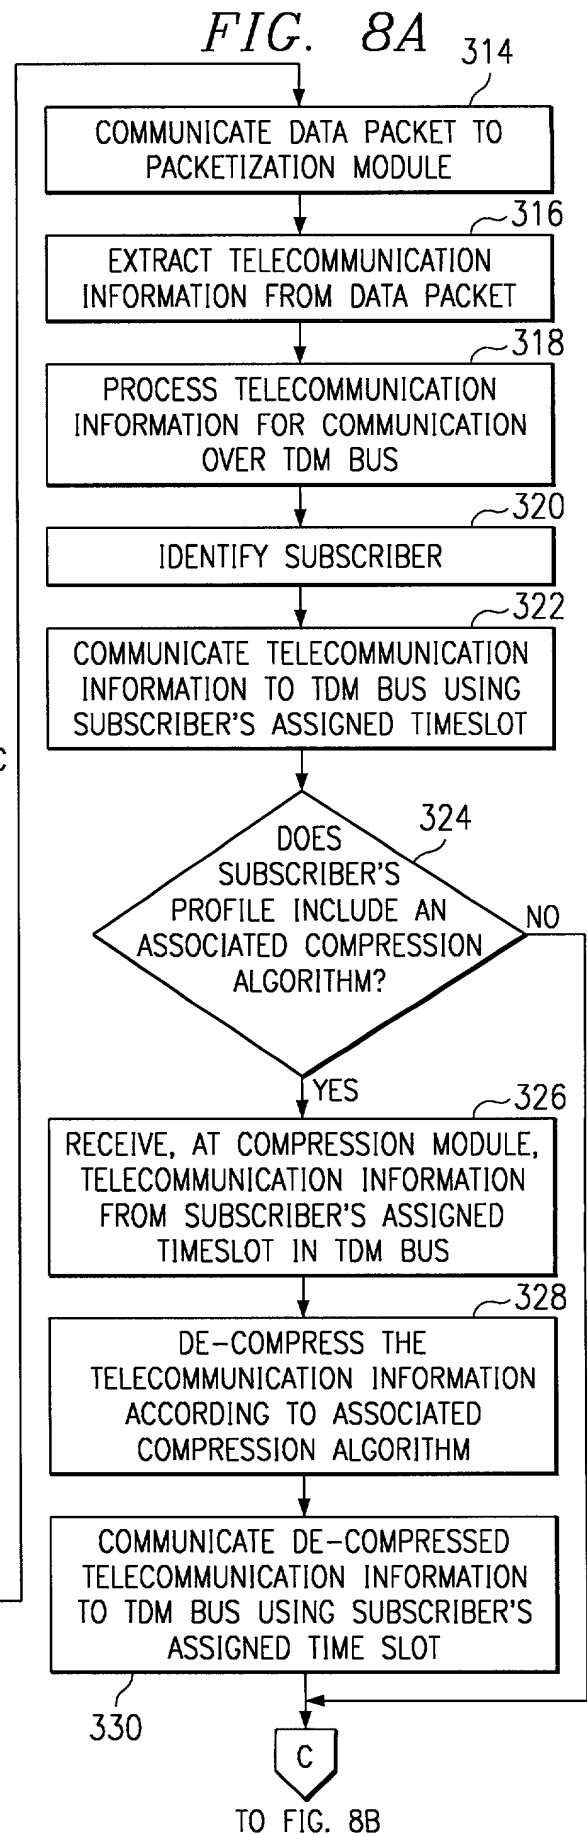 FIG. 8A
314
COMMUNICATE DATA PACKET TO
PACKETIZATION MODULE
316
EXTRACT TELECOMMUNICATION
INFORMATION FROM DATA PACKET
318
PROCESS TELECOMMUNICATION
INFORMATION FOR COMMUNICATION
OVER TDM BUS
320
IDENTIFY SUBSCRIBER
322
COMMUNICATE TELECOMMUNICATION
INFORMATION TO TDM BUS USING
SUBSCRIBER'S ASSIGNED TIMESLOT
C
324
DOES
SUBSCRIBER'S
PROFILE INCLUDE AN
ASSOCIATED COMPRESSION
ALGORITHM?
NO
YES
326
RECEIVE, AT COMPRESSION MODULE,
TELECOMMUNICATION INFORMATION
FROM SUBSCRIBER'S ASSIGNED
TIMESLOT IN TDM BUS
328
DE-COMPRESS THE
TELECOMMUNICATION INFORMATION
ACCORDING TO ASSOCIATED
COMPRESSION ALGORITHM
COMMUNICATE DE-COMPRESSED
TELECOMMUNICATION INFORMATION
TO TDM BUS USING SUBSCRIBER'S
ASSIGNED TIME SLOT
330
C
TO FIG. 8B